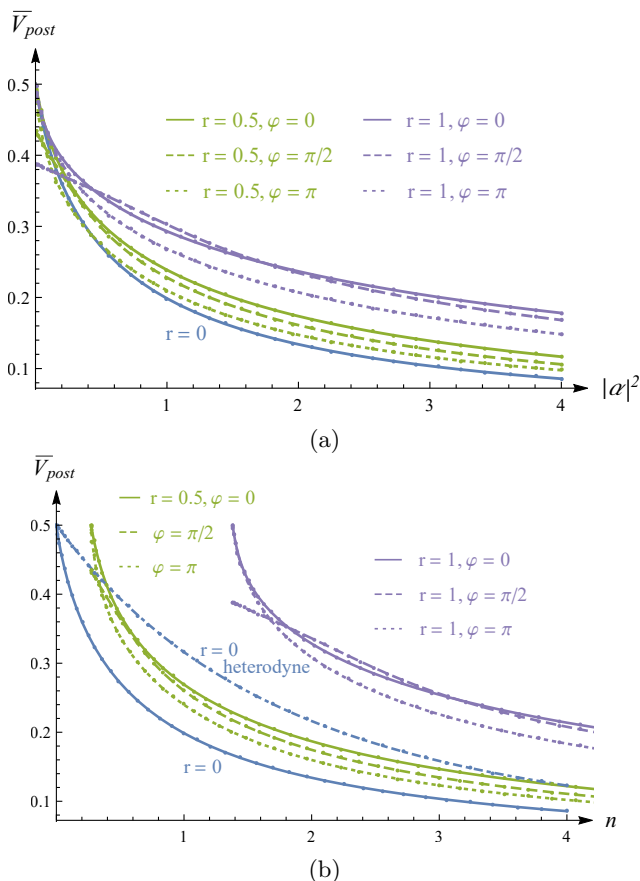 V̅post
0.5
0.4
0.3
0.2
0.1
r = 0.5, φ = 0 r = 1, φ = 0
r = 0.5, φ = π/2 r = 1, φ = π/2
r = 0.5, φ = π r = 1, φ = π
r = 0
1 2 3 4 |α|²
(a)
V̅post
0.5
0.4
0.3
0.2
0.1
r = 0.5, φ = 0
φ = π/2
φ = π
r = 1, φ = 0
r = 1, φ = π/2
r = 1, φ = π
r = 0
heterodyne
r = 0
1 2 3 4 n
(b)